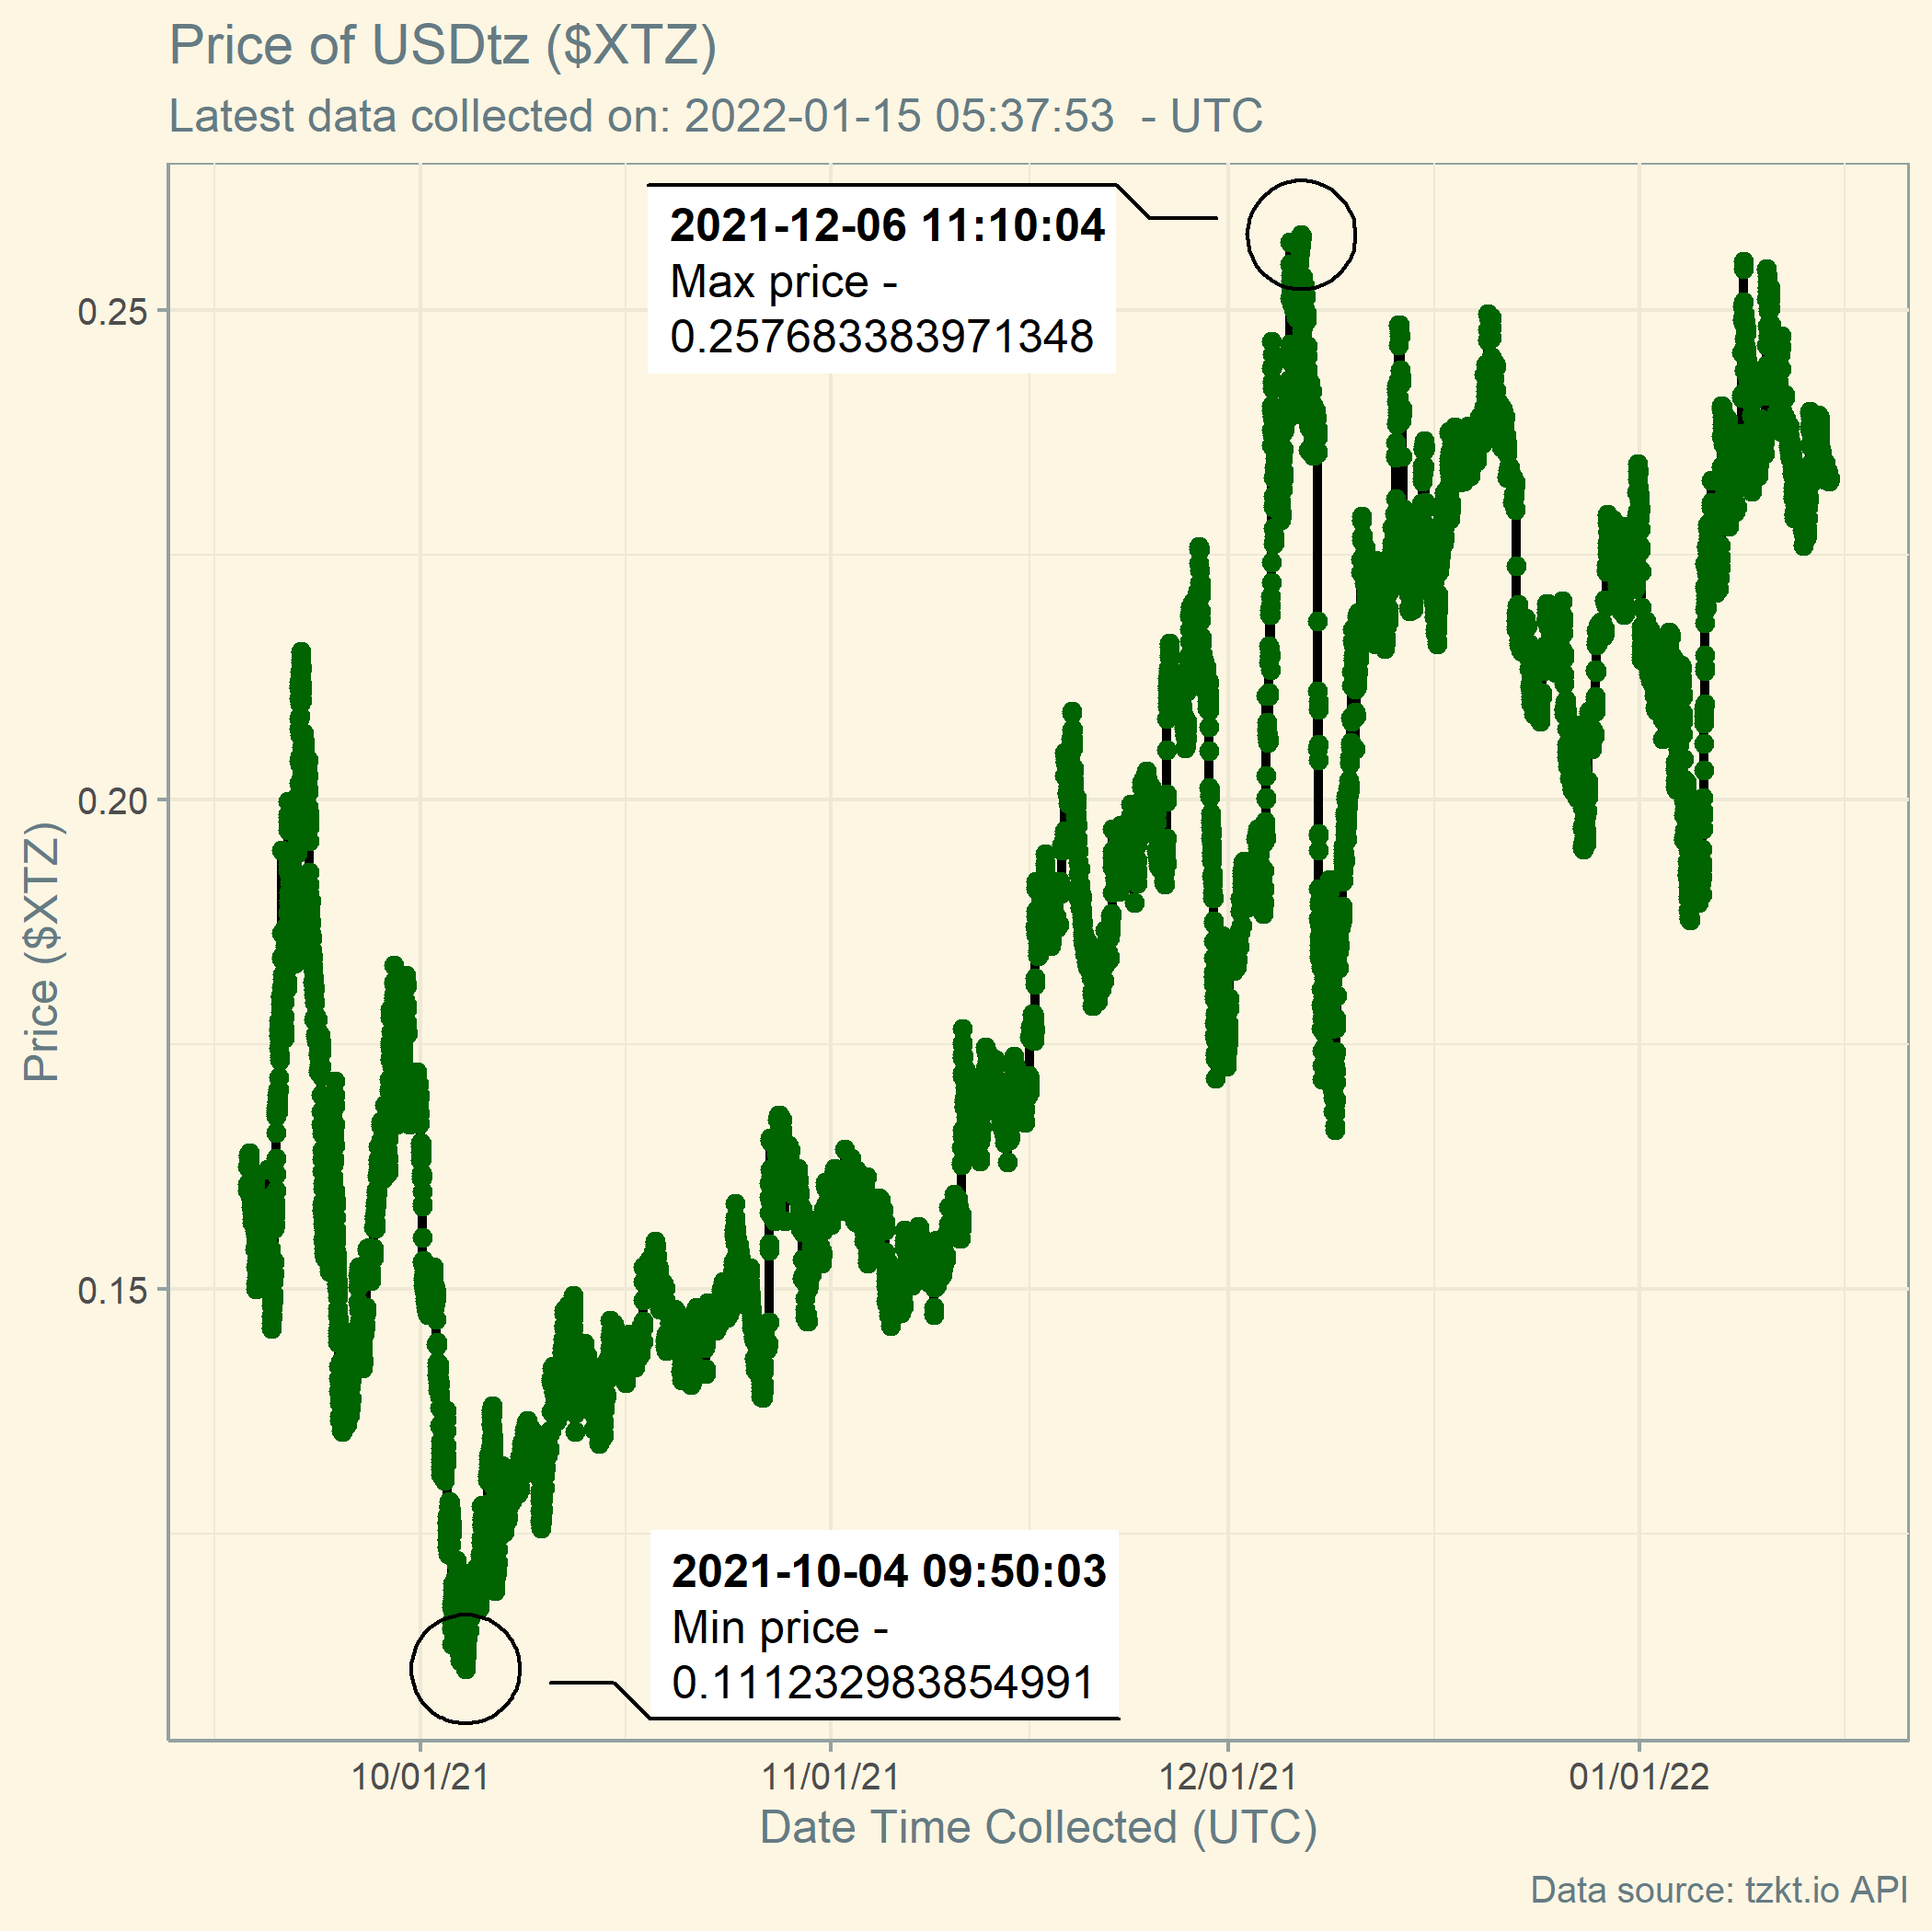 Price of USDtz ($XTZ)
Latest data collected on: 2022-01-15 05:37:53 - UTC
2021-12-06 11:10:04
Max price -
0.257683383971348
0.25
0.20
0.15
Price ($XTZ)
2021-10-04 09:50:03
Min price -
0.111232983854991
10/01/21
11/01/21
12/01/21
01/01/22
Date Time Collected (UTC)
Data source: tzkt.io API